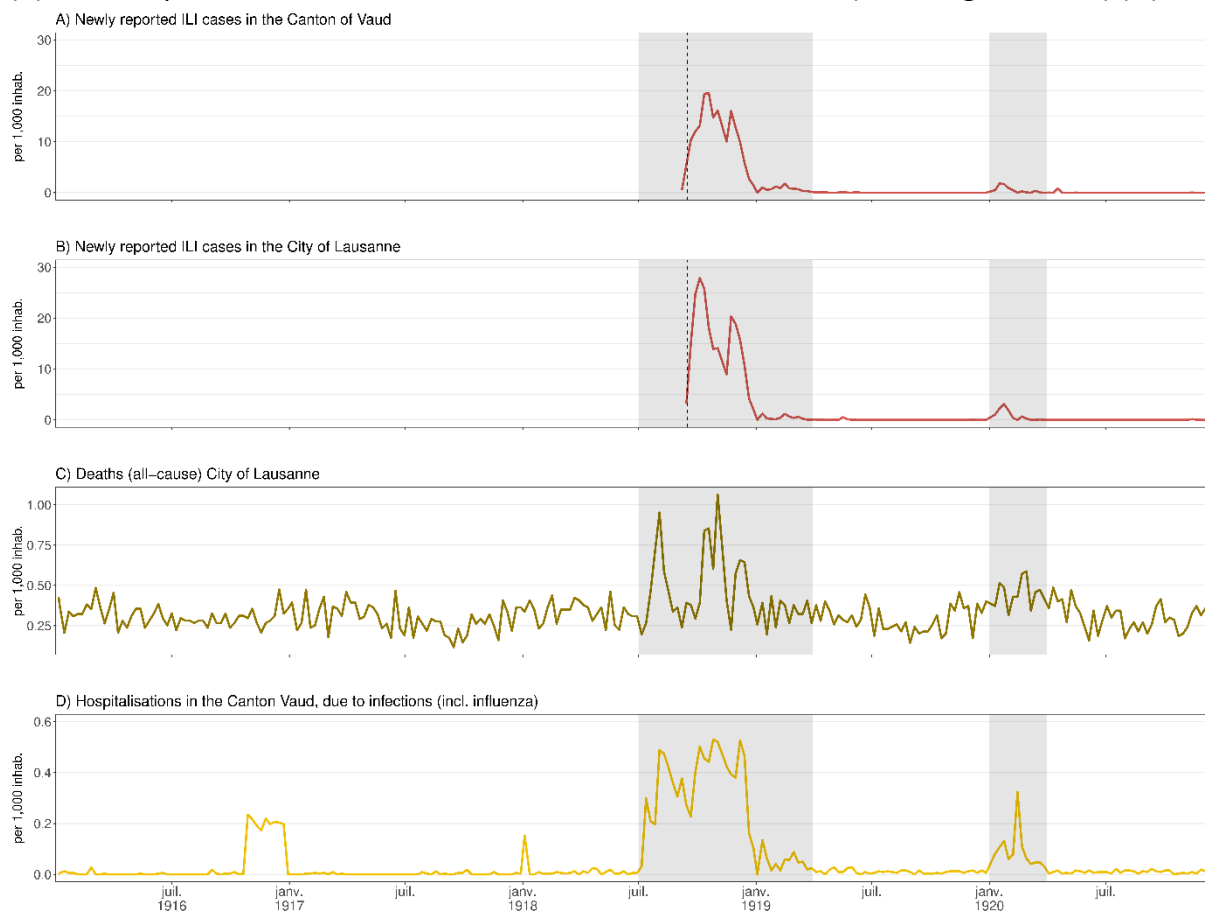 A) Newly reported ILI cases in the Canton of Vaud
per 1,000 inhab.
30
20
10
0
B) Newly reported ILI cases in the City of Lausanne
per 1,000 inhab.
30
20
10
0
C) Deaths (all−cause) City of Lausanne
per 1,000 inhab.
1.00
0.75
0.50
0.25
D) Hospitalisations in the Canton Vaud, due to infections (incl. influenza)
per 1,000 inhab.
0.6
0.4
0.2
0.0
juil. janv. juil. janv. juil. janv. juil. janv. juil.
1916 1917 1918 1919 1920